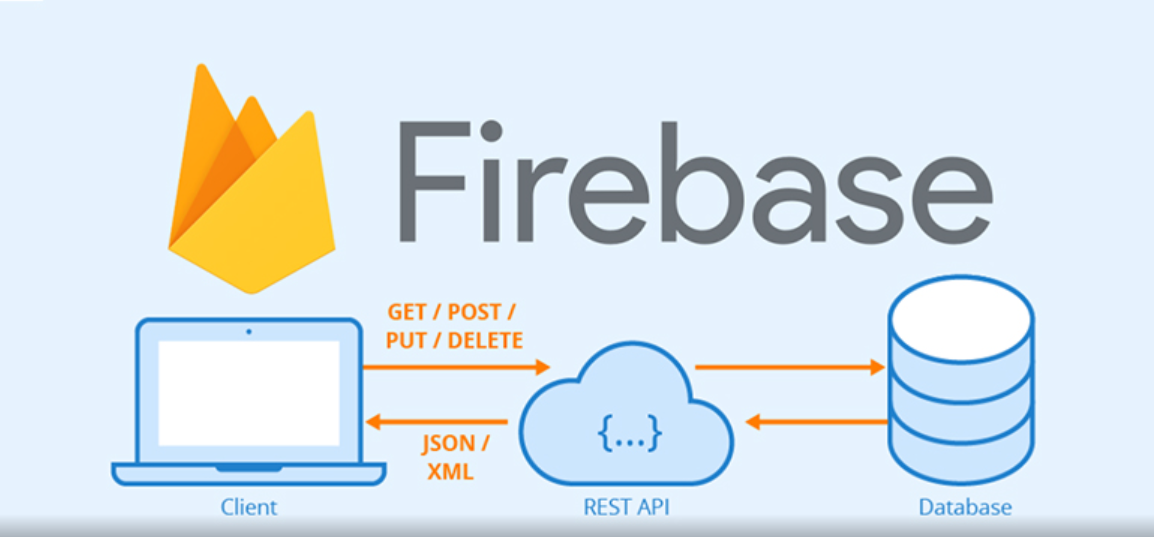 Firebase
GET / POST /
PUT / DELETE
{...}
JSON /
XML
Client
REST API
Database